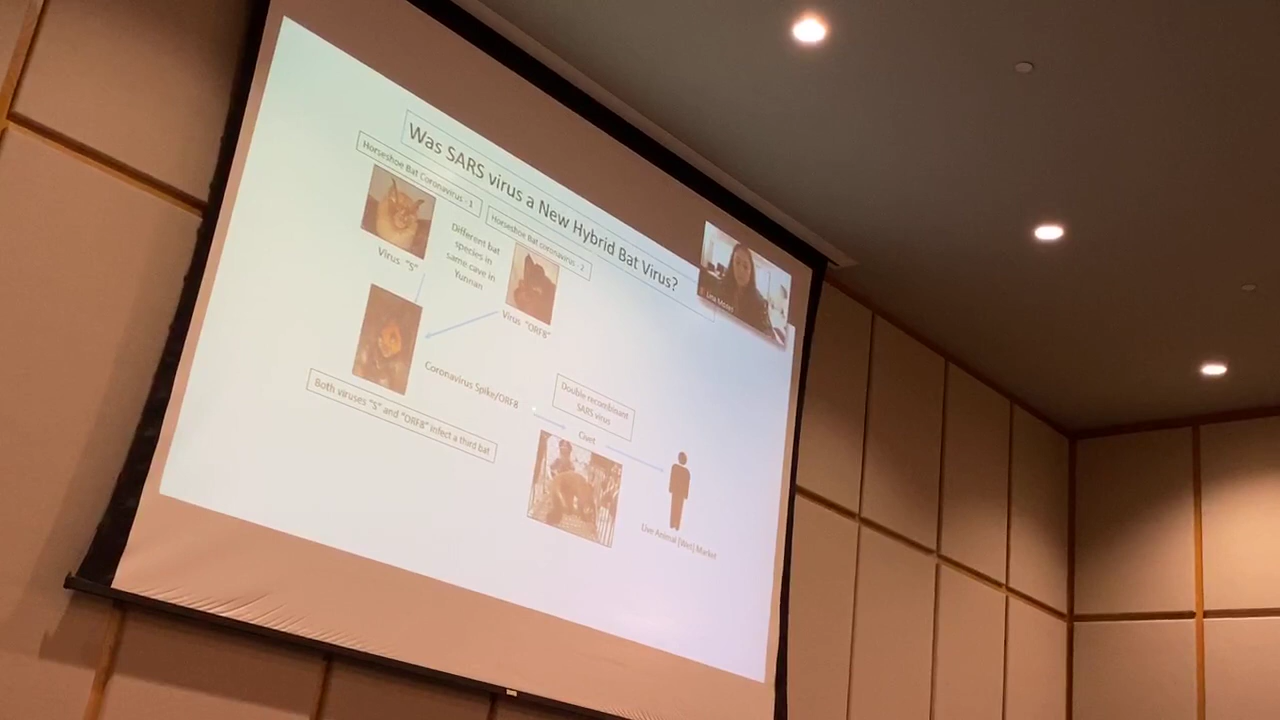 Was SARS virus a New Hybrid Bat Virus?
Horseshoe Bat Coronavirus - 1
Horseshoe Bat coronavirus - 2
Different bat
species in
same cave in
Yunnan
Virus "S"
Virus "ORF8"
Coronavirus Spike/ORF8
Both viruses "S" and "ORF8" infect a third bat
Double recombinant
SARS virus
Civet
Live Animal [Wet] Market